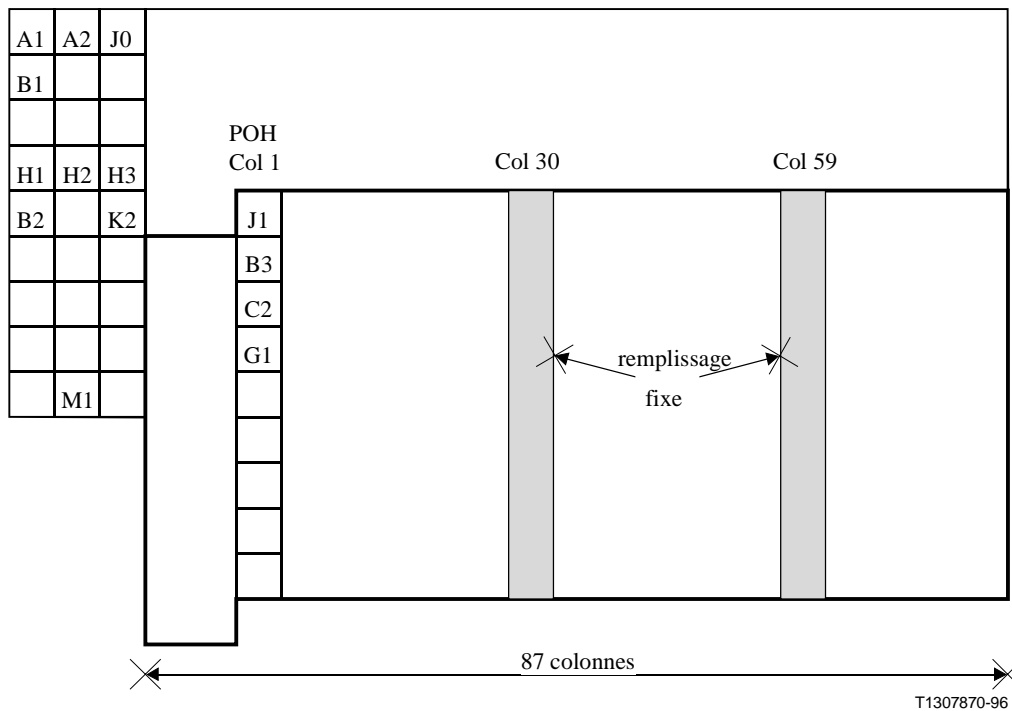 A1 A2 J0
B1
POH
Col 1 Col 30 Col 59
H1 H2 H3
B2 K2 J1
B3
C2
G1
remplissage
fixe
M1
87 colonnes
T1307870-96